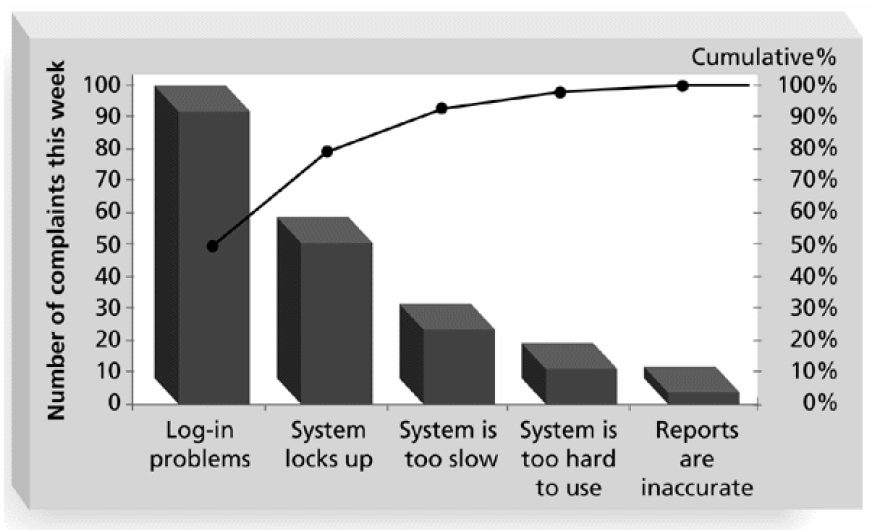 Cumulative%
Number of complaints this week
100
90
80
70
60
50
40
30
20
10
0
100%
90%
80%
70%
60%
50%
40%
30%
20%
10%
0%
Log-in
problems
System
locks up
System is
too slow
System is
too hard
to use
Reports
are
inaccurate